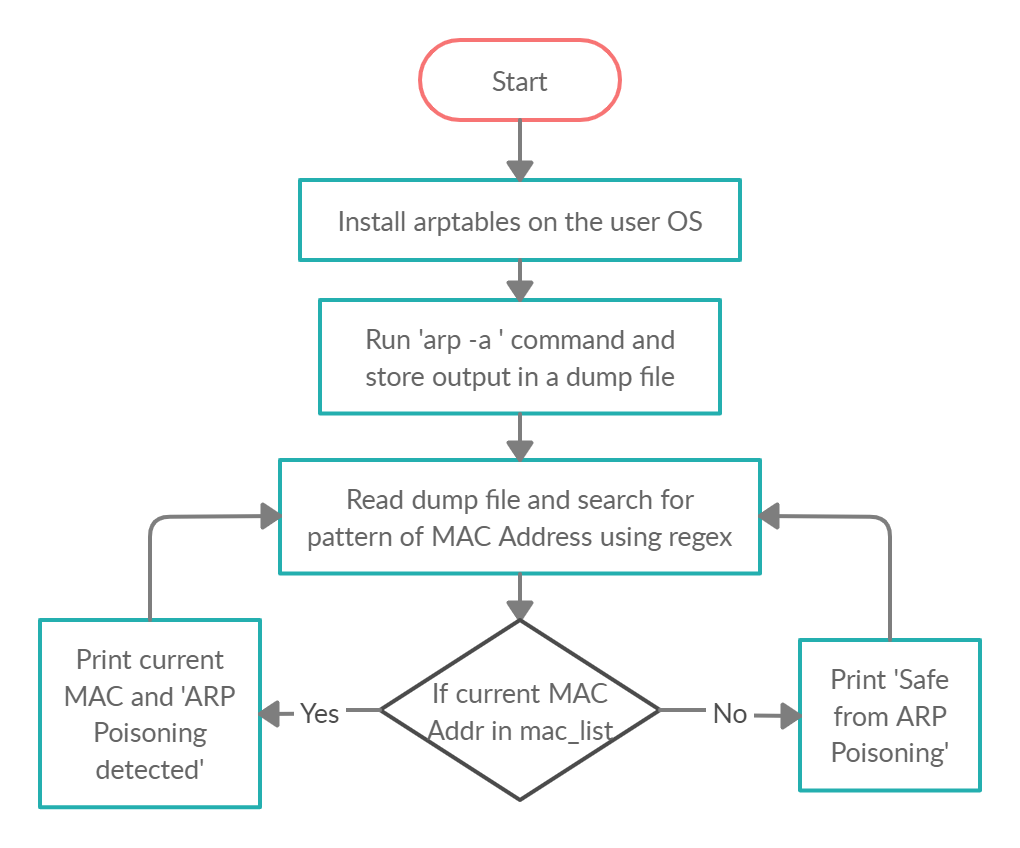 Start
Install arptables on the user OS
Run 'arp -a ' command and
store output in a dump file
Read dump file and search for
pattern of MAC Address using regex
If current MAC
Addr in mac_list
Yes
No
Print current
MAC and 'ARP
Poisoning
detected'
Print 'Safe
from ARP
Poisoning'